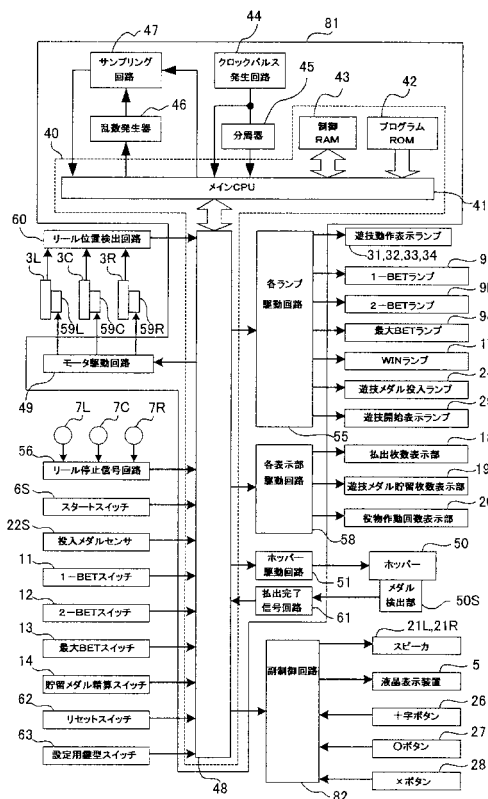 47
44
81
サンプリング
回路
クロックパルス
発生回路
45
43
42
46
40
乱数発生器
分周器
制御
RAM
プログラム
ROM
メインCPU
41
60
リール位置検出回路
3L
3C
3R
59L
59C
59R
モータ駆動回路
49
7L
7C
7R
56
リール停止信号回路
6S
スタートスイッチ
22S
投入メダルセンサ
11
1-BETスイッチ
12
2-BETスイッチ
13
最大BETスイッチ
14
貯留メダル精算スイッチ
62
リセットスイッチ
63
設定用鍵型スイッチ
48
各ランプ
駆動回路
55
遊技動作表示ランプ
31,32,33,34
1-BETランプ
2-BETランプ
最大BETランプ
WINランプ
遊技メダル投入ランプ
遊技開始表示ランプ
各表示部
駆動回路
58
払出枚数表示部
遊技メダル貯留枚数表示部
役物作動回数表示部
ホッパー
駆動回路
51
払出完了
信号回路
61
50
ホッパー
メダル
検出部
50S
副制御回路
82
21L,21R
スピーカ
5
液晶表示装置
26
十字ボタン
27
○ボタン
28
×ボタン